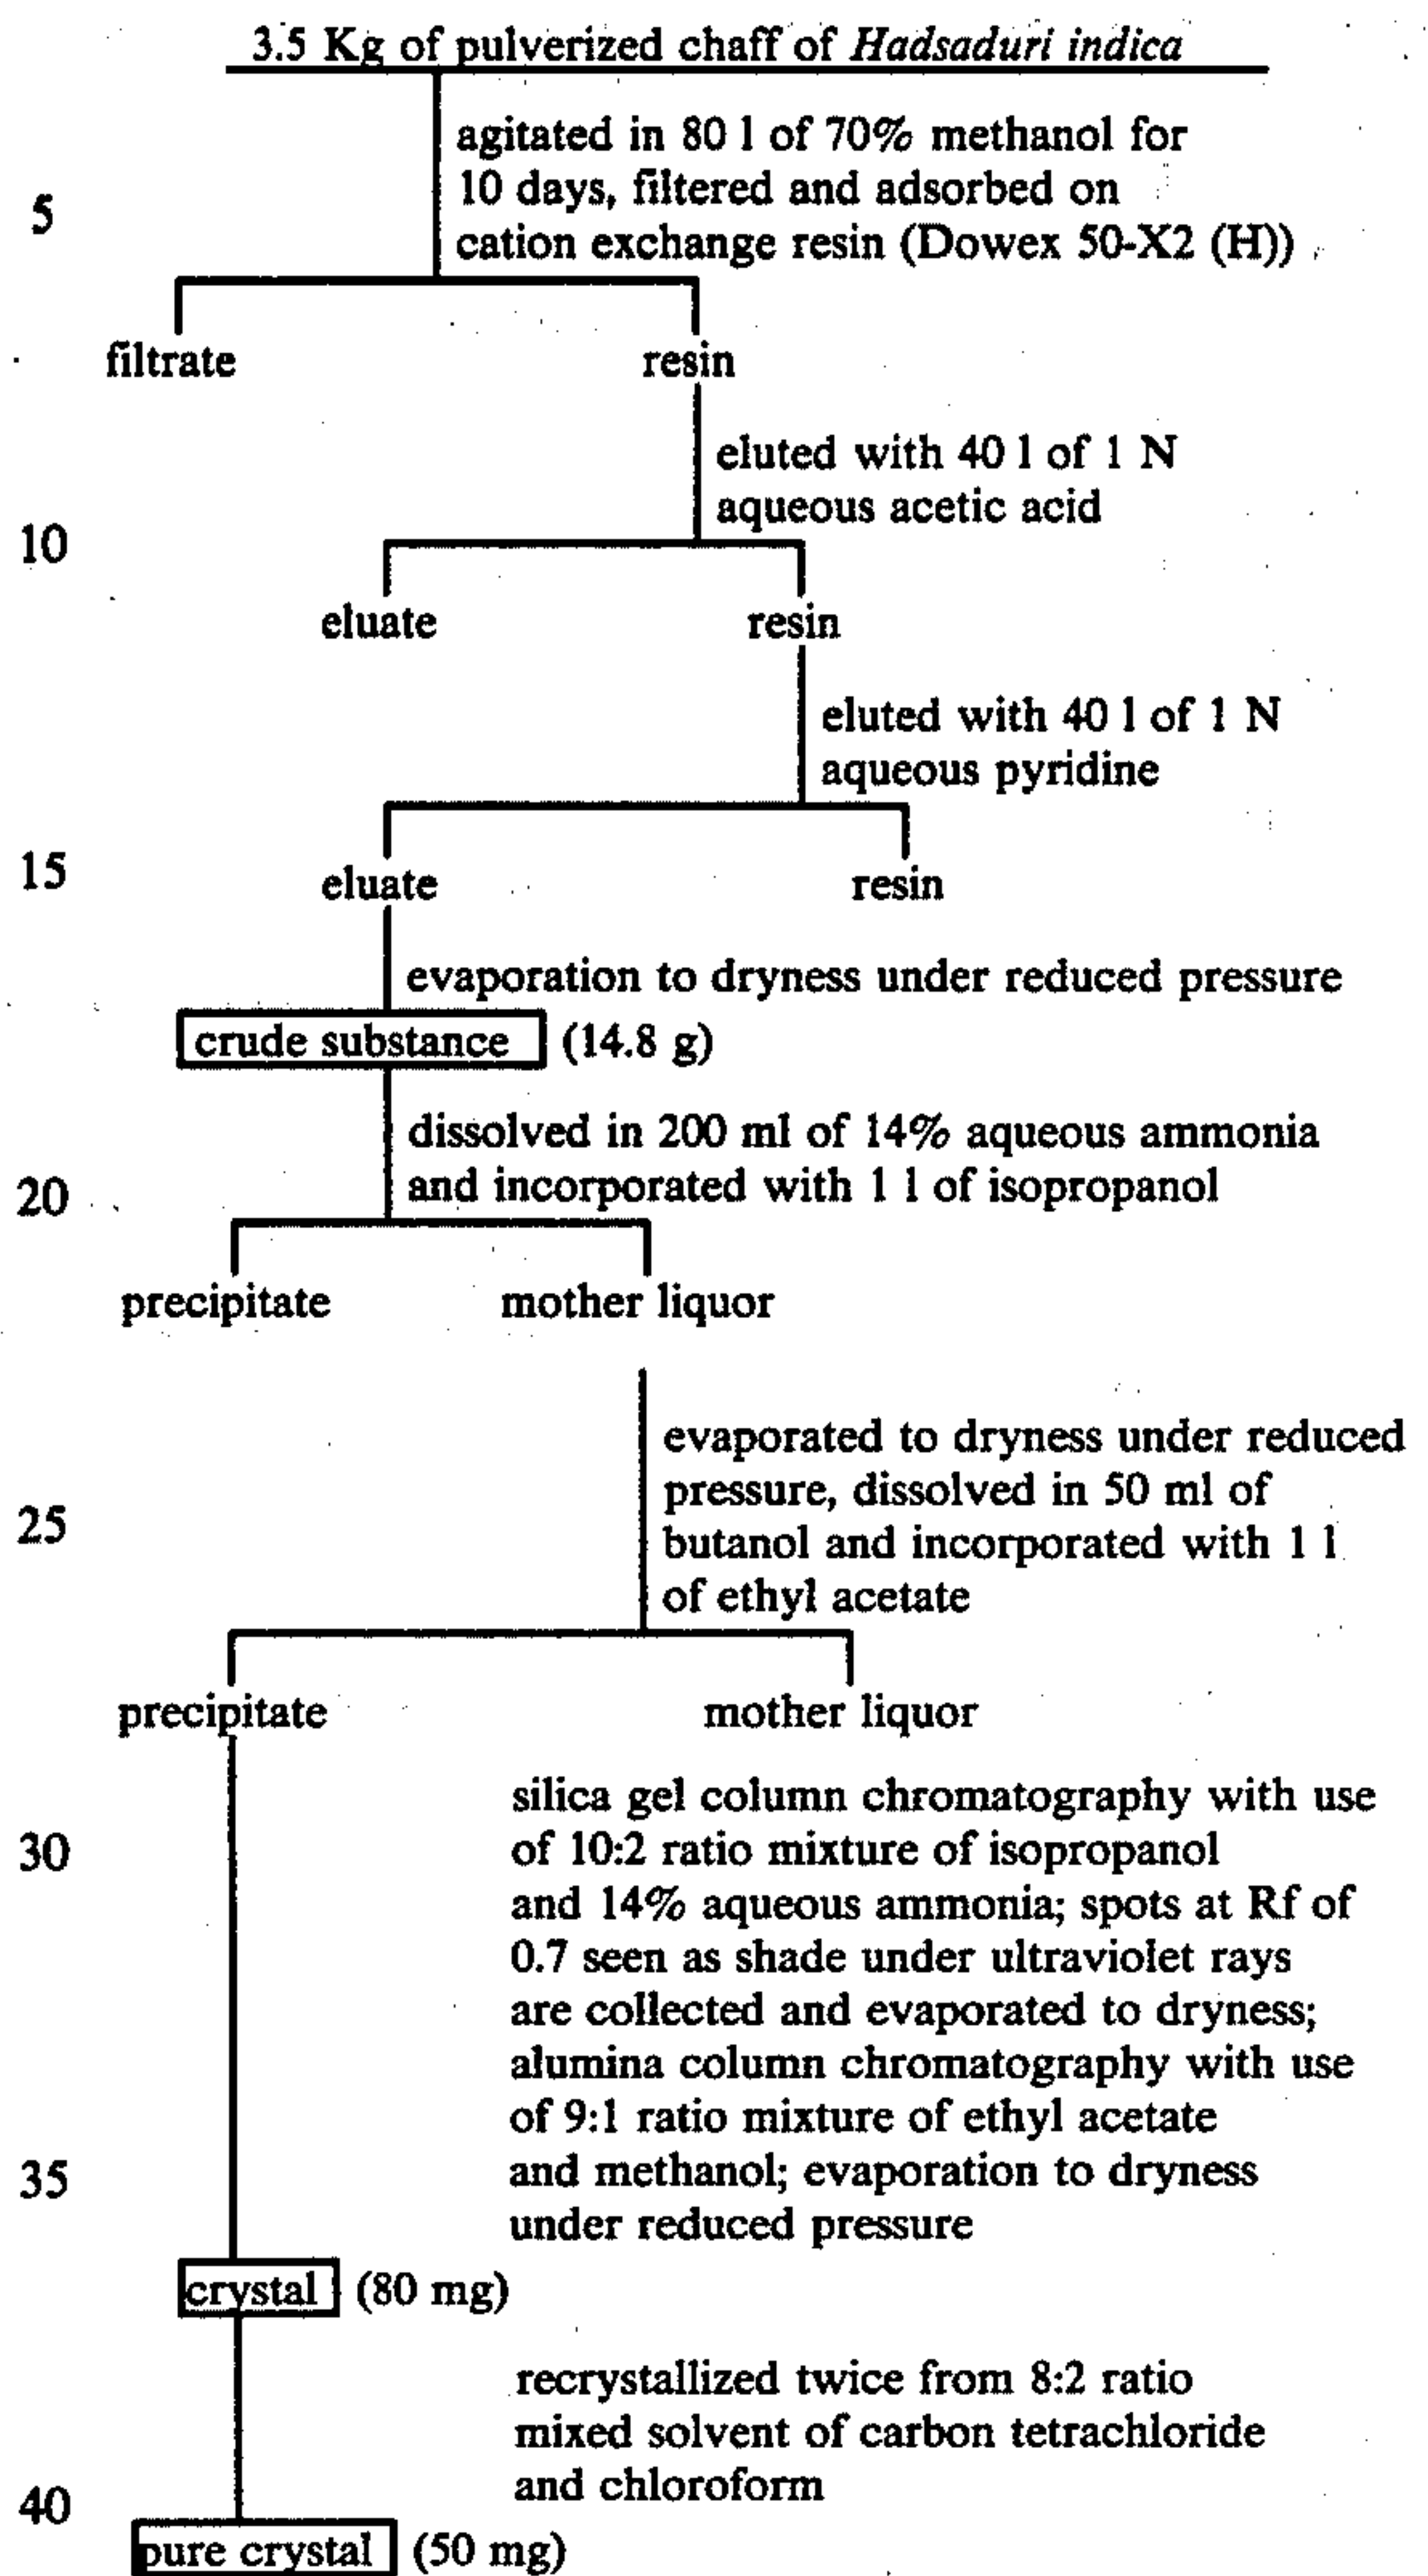 3.5 Kg of pulverized chaff of Hadsaduri indica
agitated in 80 l of 70% methanol for
10 days, filtered and adsorbed on
5
cation exchange resin (Dowex 50-X2 (H))
filtrate resin
eluted with 40 l of 1 N
aqueous acetic acid
10
eluate resin
eluted with 40 l of 1 N
aqueous pyridine
15
eluate resin
evaporation to dryness under reduced pressure
crude substance (14.8 g)
dissolved in 200 ml of 14% aqueous ammonia
20 and incorporated with 1 l of isopropanol
precipitate mother liquor
evaporated to dryness under reduced
pressure, dissolved in 50 ml of
25
butanol and incorporated with 1 l
of ethyl acetate
precipitate mother liquor
silica gel column chromatography with use
30 of 10:2 ratio mixture of isopropanol
and 14% aqueous ammonia; spots at Rf of
0.7 seen as shade under ultraviolet rays
are collected and evaporated to dryness;
alumina column chromatography with use
of 9:1 ratio mixture of ethyl acetate
35 and methanol; evaporation to dryness
under reduced pressure
crystal (80 mg)
recrystallized twice from 8:2 ratio
mixed solvent of carbon tetrachloride
and chloroform
40
pure crystal (50 mg)